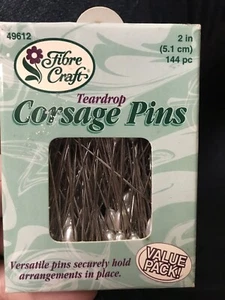 49612
2 in
(5.1 cm)
144 pc
Fibre
Craft
Teardrop
Corsage Pins
VALUE
PACK!
Versatile pins securely hold
arrangements in place.